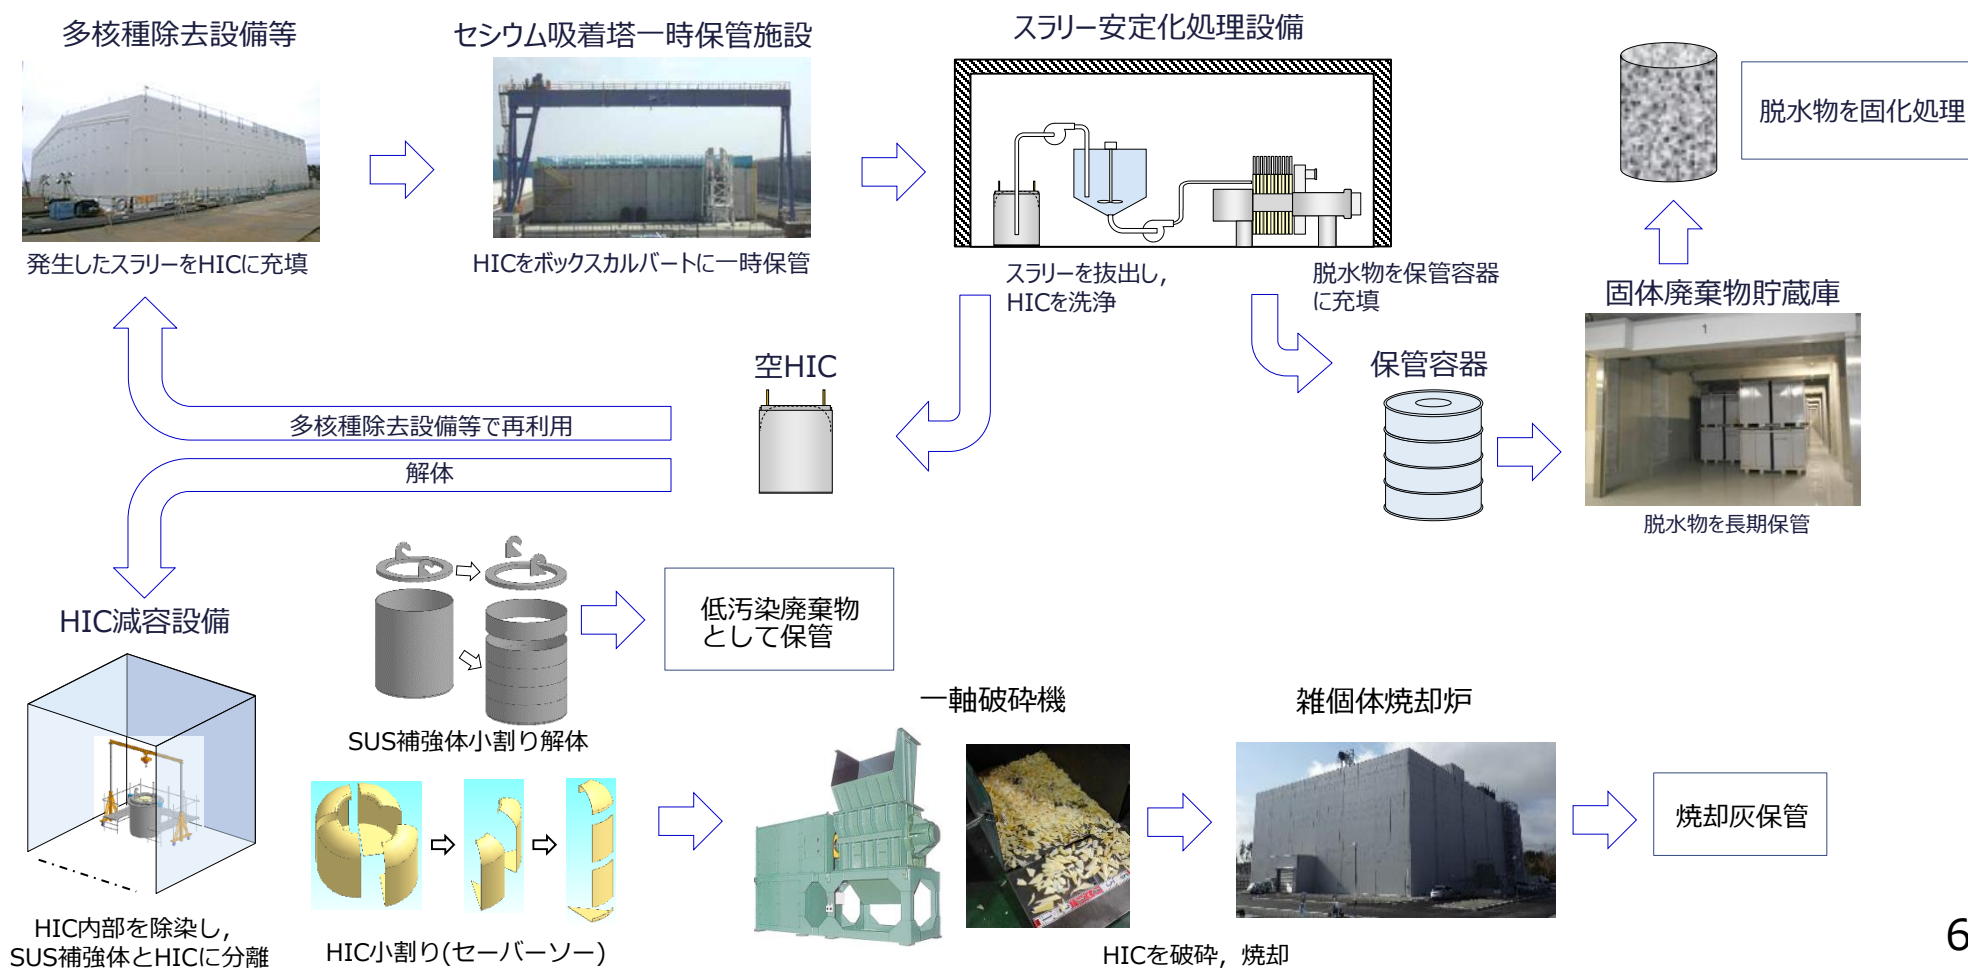 多核種除去設備等
セシウム吸着塔一時保管施設
スラリー安定化処理設備
脱水物を固化処理
発生したスラリーをHICに充填
HICをボックスカルバートに一時保管
スラリーを抜出し,
HICを洗浄
脱水物を保管容器
に充填
固体廃棄物貯蔵庫
1
空HIC
保管容器
多核種除去設備等で再利用
解体
脱水物を長期保管
HIC減容設備
低汚染廃棄物
として保管
SUS補強体小割り解体
一軸破砕機
雑個体焼却炉
焼却灰保管
HIC内部を除染し,
SUS補強体とHICに分離
HIC小割り(セーバーソー)
HICを破砕，焼却
6